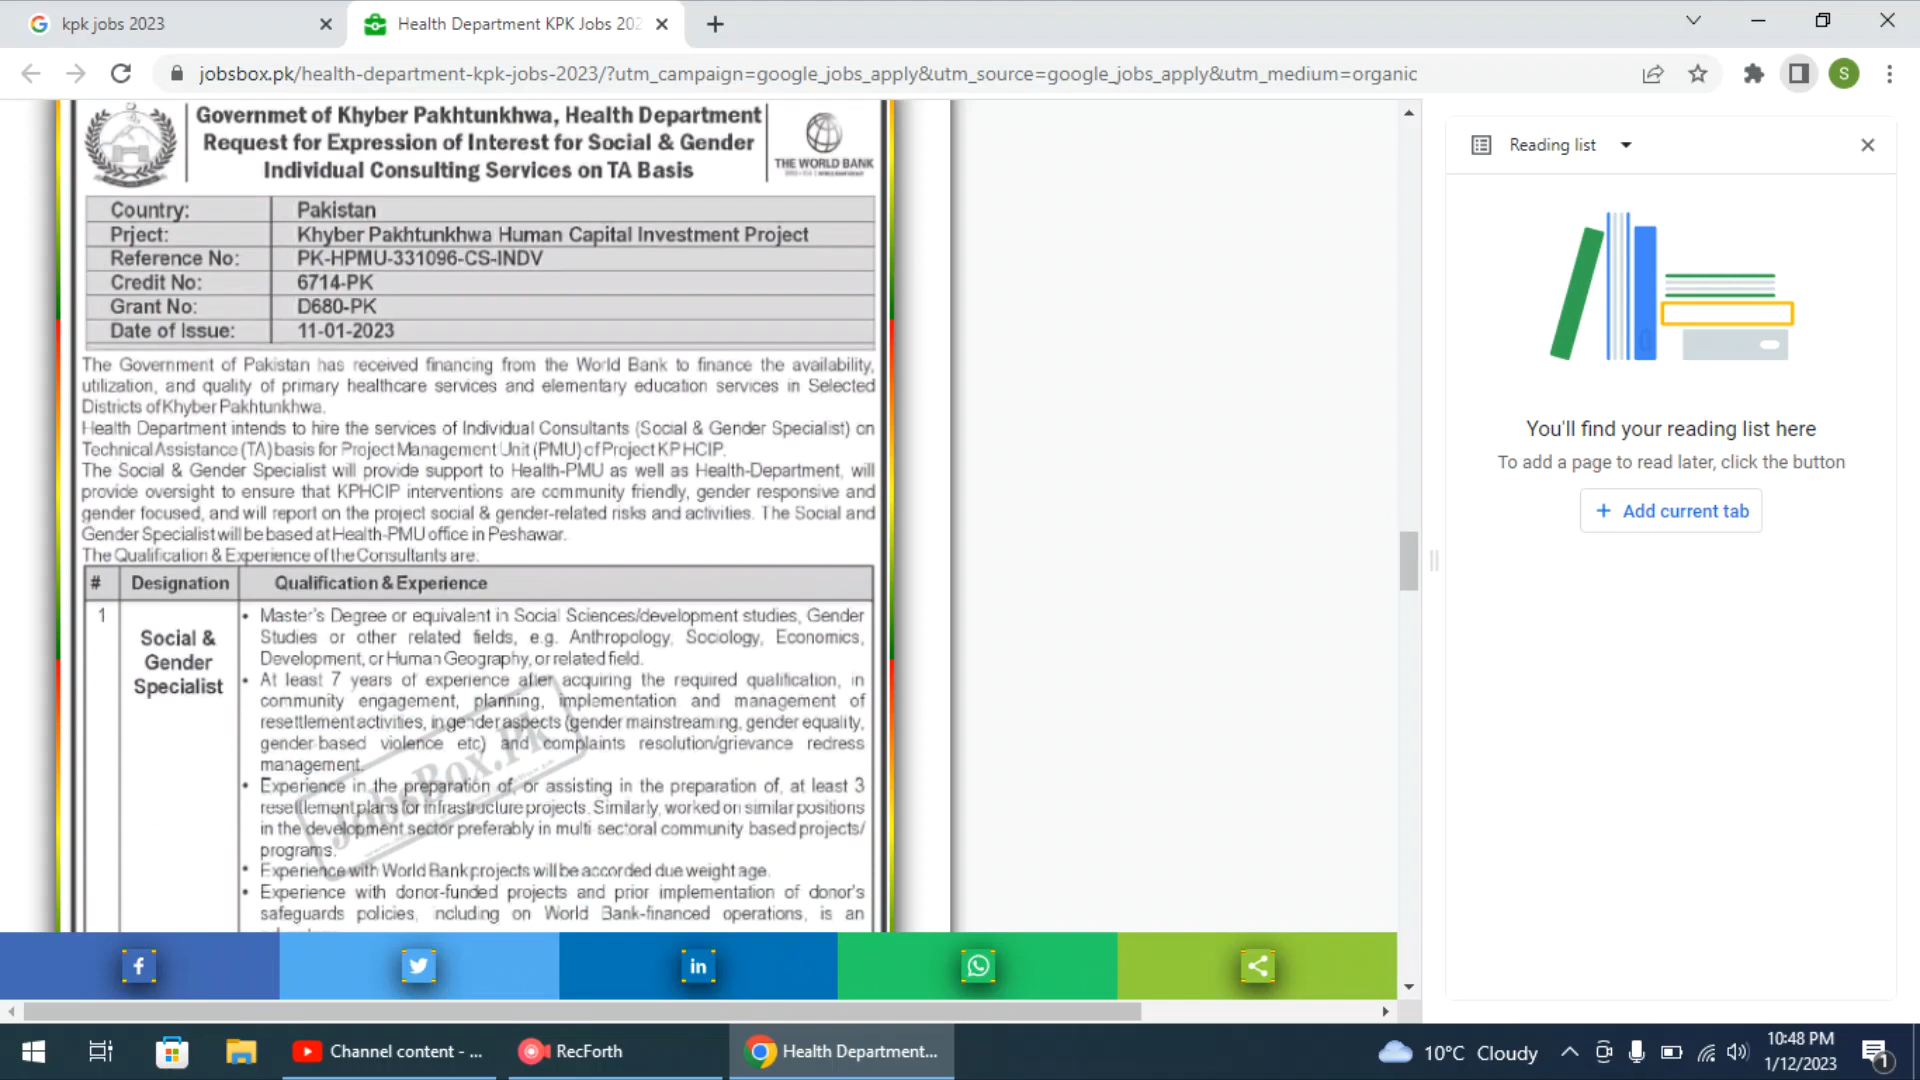 kpk jobs 2023
Health Department KPK Jobs 202
jobsbox.pk/health-department-kpk-jobs-2023/?utm_campaign=google_jobs_apply&utm_source=google_jobs_apply&utm_medium=organic
S
Governmet of Khyber Pakhtunkhwa, Health Department
Request for Expression of Interest for Social & Gender
Individual Consulting Services on TA Basis
THE WORLD BANK
Country: Pakistan
Prject: Khyber Pakhtunkhwa Human Capital Investment Project
Reference No: PK-HPMU-331096-CS-INDV
Credit No: 6714-PK
Grant No: D680-PK
Date of Issue: 11-01-2023
The Government of Pakistan has received financing from the World Bank to finance the availability,
utilization, and quality of primary healthcare services and elementary education services in Selected
Districts of Khyber Pakhtunkhwa.
Health Department intends to hire the services of Individual Consultants (Social & Gender Specialist) on
Technical Assistance (TA) basis for Project Management Unit (PMU) of Project KP HCIP.
The Social & Gender Specialist will provide support to Health-PMU as well as Health-Department, will
provide oversight to ensure that KPHCIP interventions are community friendly, gender responsive and
gender focused, and will report on the project social & gender-related risks and activities. The Social and
Gender Specialist will be based at Health-PMU office in Peshawar.
The Qualification & Experience of the Consultants are:
# Designation Qualification & Experience
1
Social &
Gender
Specialist
• Master's Degree or equivalent in Social Sciences/development studies, Gender
Studies or other related fields, e.g. Anthropology, Sociology, Economics,
Development, or Human Geography, or related field.
• At least 7 years of experience after acquiring the required qualification, in
community engagement, planning, implementation and management of
resettlement activities, in gender aspects (gender mainstreaming, gender equality,
gender-based violence etc) and complaints resolution/grievance redress
management.
• Experience in the preparation of, or assisting in the preparation of, at least 3
resettlement plans for infrastructure projects. Similarly, worked on similar positions
in the development sector preferably in multi sectoral community based projects/
programs.
• Experience with World Bank projects will be accorded due weight age.
• Experience with donor-funded projects and prior implementation of donor's
safeguards policies, including on World Bank-financed operations, is an
JobsBox.Pk
Reading list
You'll find your reading list here
To add a page to read later, click the button
+ Add current tab
Channel content - ...
RecForth
Health Department...
10°C Cloudy
10:48 PM
1/12/2023
1